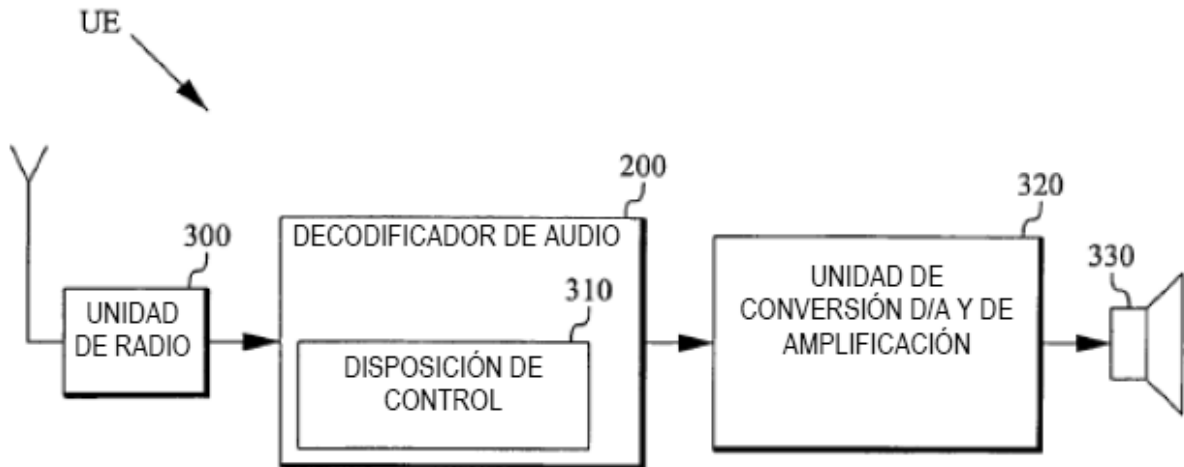 UE
300
UNIDAD
DE RADIO
200
DECODIFICADOR DE AUDIO
310
DISPOSICIÓN DE
CONTROL
320
UNIDAD DE
CONVERSIÓN D/A Y DE
AMPLIFICACIÓN
330